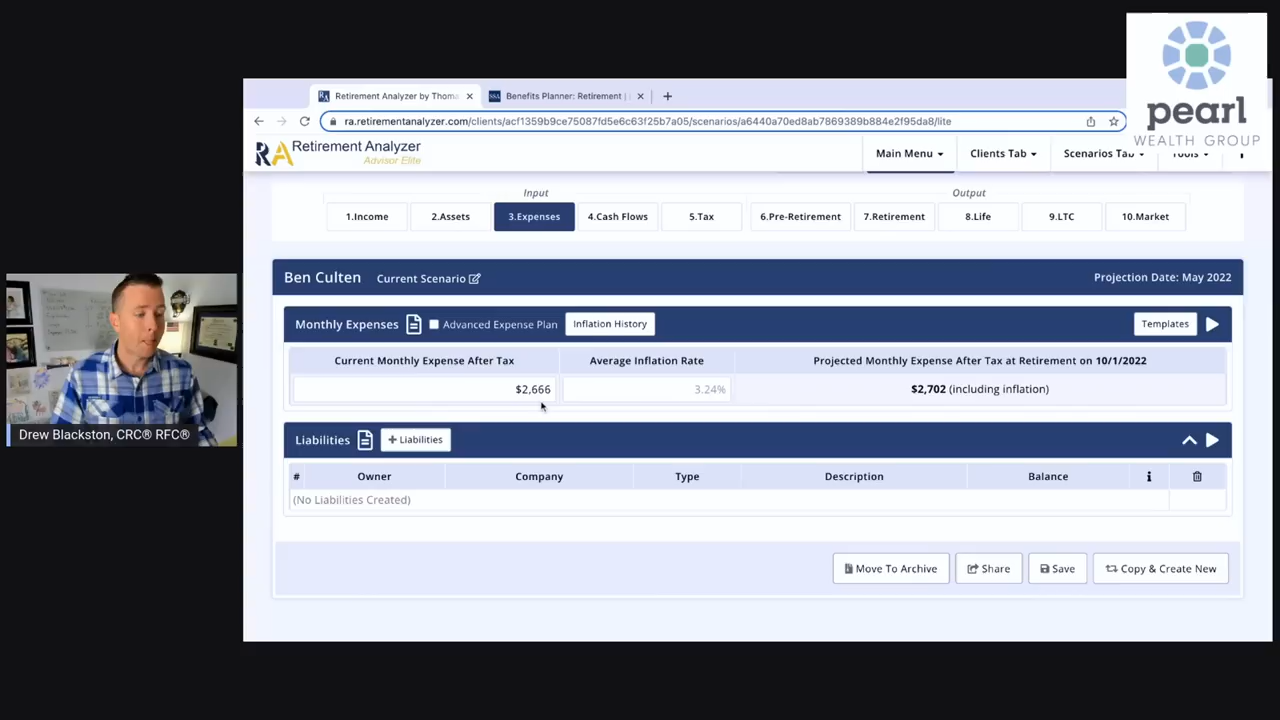 pearl
WEALTH GROUP
Retirement Analyzer by Thoma
Benefits Planner: Retirement |
ra.retirementanalyzer.com/clients/acf1359b9ce75087fd5e6c63f25b7a05/scenarios/a6440a70ed8ab7869389b884e2f95da8/lite
RA Retirement Analyzer
Advisor Elite
Main Menu
Clients Tab
Scenarios Tab
Tools
Input
Output
1.Income
2.Assets
3.Expenses
4.Cash Flows
5.Tax
6.Pre-Retirement
7.Retirement
8.Life
9.LTC
10.Market
Ben Culten
Current Scenario
Projection Date: May 2022
Monthly Expenses
Advanced Expense Plan
Inflation History
Templates
Current Monthly Expense After Tax
Average Inflation Rate
Projected Monthly Expense After Tax at Retirement on 10/1/2022
$2,666
3.24%
$2,702 (including inflation)
Liabilities
+ Liabilities
# Owner Company Type Description Balance
(No Liabilities Created)
Move To Archive
Share
Save
Copy & Create New
Drew Blackston, CRC® RFC®